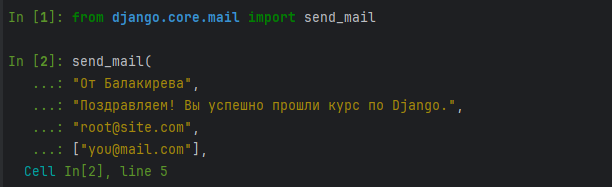 In [1]: from django.core.mail import send_mail
In [2]: send_mail(
...: "От Балакирева",
...: "Поздравляем! Вы успешно прошли курс по Django.",
...: "root@site.com",
...: ["you@mail.com"],
Cell In[2], line 5